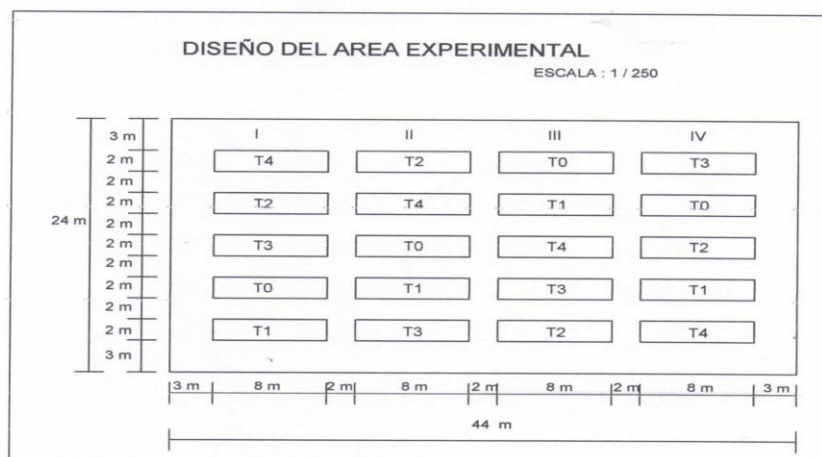 DISEÑO DEL AREA EXPERIMENTAL
ESCALA : 1 / 250
3 m I II III IV
2 m T4 T2 T0 T3
2 m
2 m T2 T4 T1 T0
24 m
2 m
2 m T3 T0 T4 T2
2 m
2 m T0 T1 T3 T1
2 m
2 m T1 T3 T2 T4
3 m
3 m 8 m 2 m 8 m 2 m 8 m 2 m 8 m 3 m
44 m